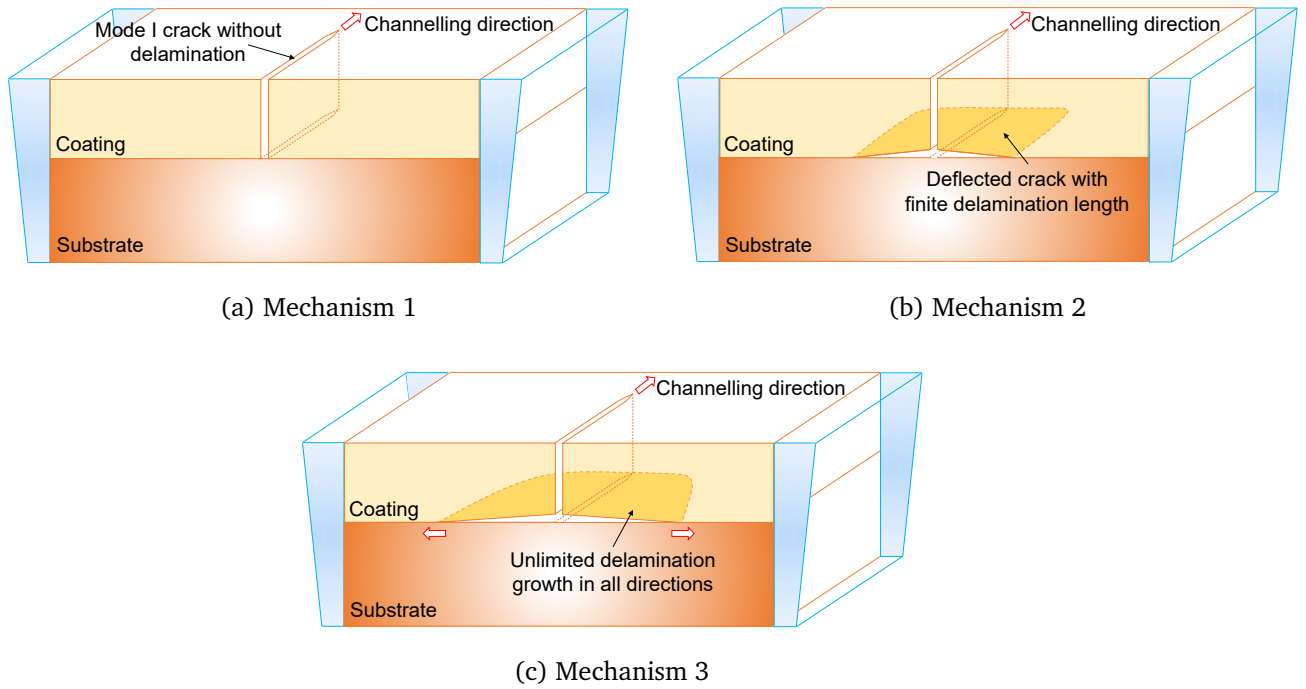 Mode I crack without
delamination
Channelling direction
Coating
Substrate
(a) Mechanism 1
Channelling direction
Coating
Deflected crack with
finite delamination length
Substrate
(b) Mechanism 2
Channelling direction
Coating
Unlimited delamination
growth in all directions
Substrate
(c) Mechanism 3